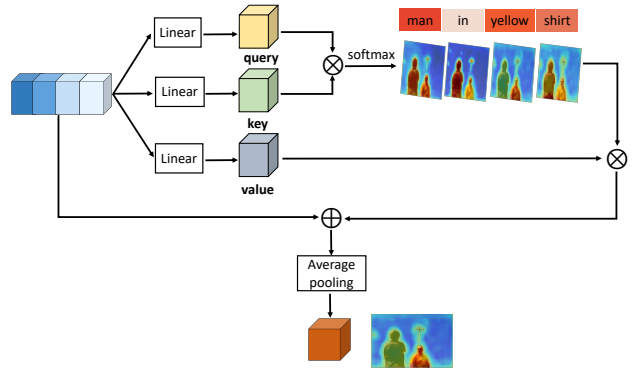 man in yellow shirt
Linear
query
softmax
Linear
key
Linear
value
Average
pooling